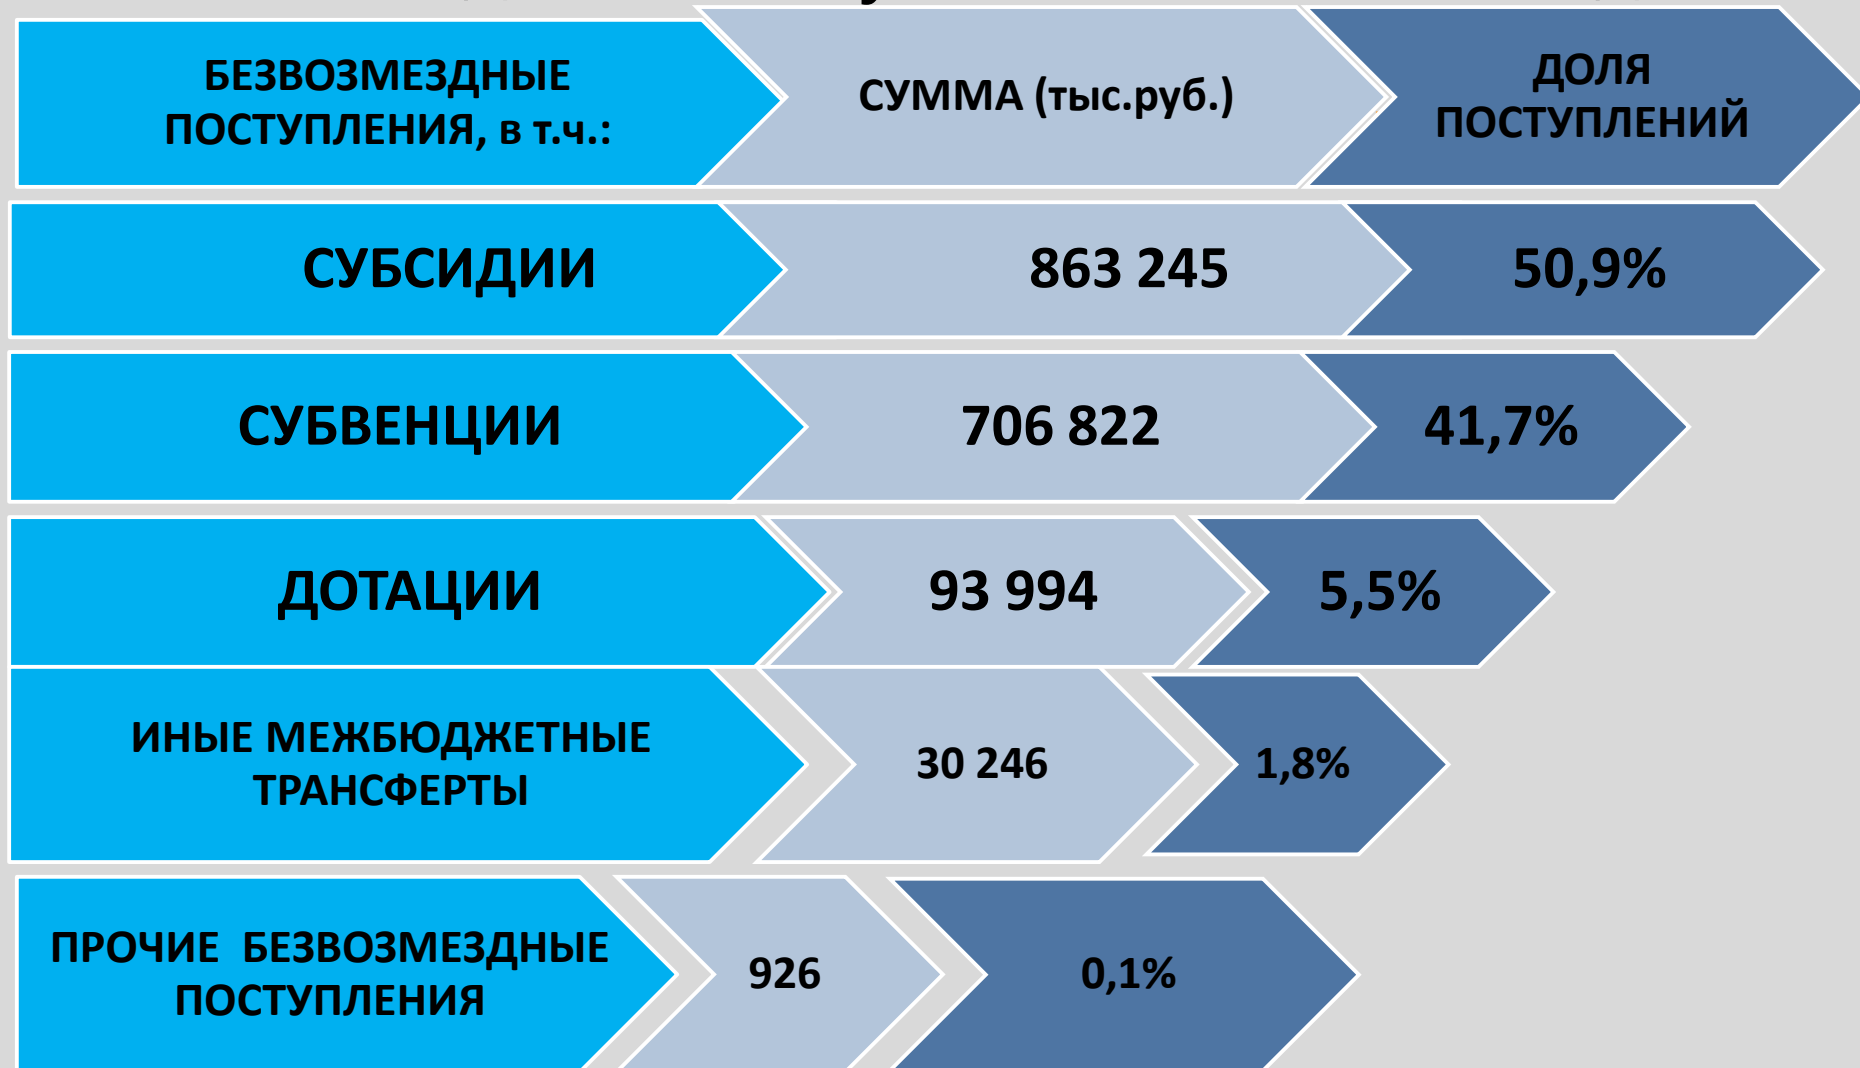 БЕЗВОЗМЕЗДНЫЕ
ПОСТУПЛЕНИЯ, в т.ч.:
СУММА (тыс.руб.)
ДОЛЯ
ПОСТУПЛЕНИЙ
СУБСИДИИ
863 245
50,9%
СУБВЕНЦИИ
706 822
41,7%
ДОТАЦИИ
93 994
5,5%
ИНЫЕ МЕЖБЮДЖЕТНЫЕ
ТРАНСФЕРТЫ
30 246
1,8%
ПРОЧИЕ  БЕЗВОЗМЕЗДНЫЕ
ПОСТУПЛЕНИЯ
926
0,1%